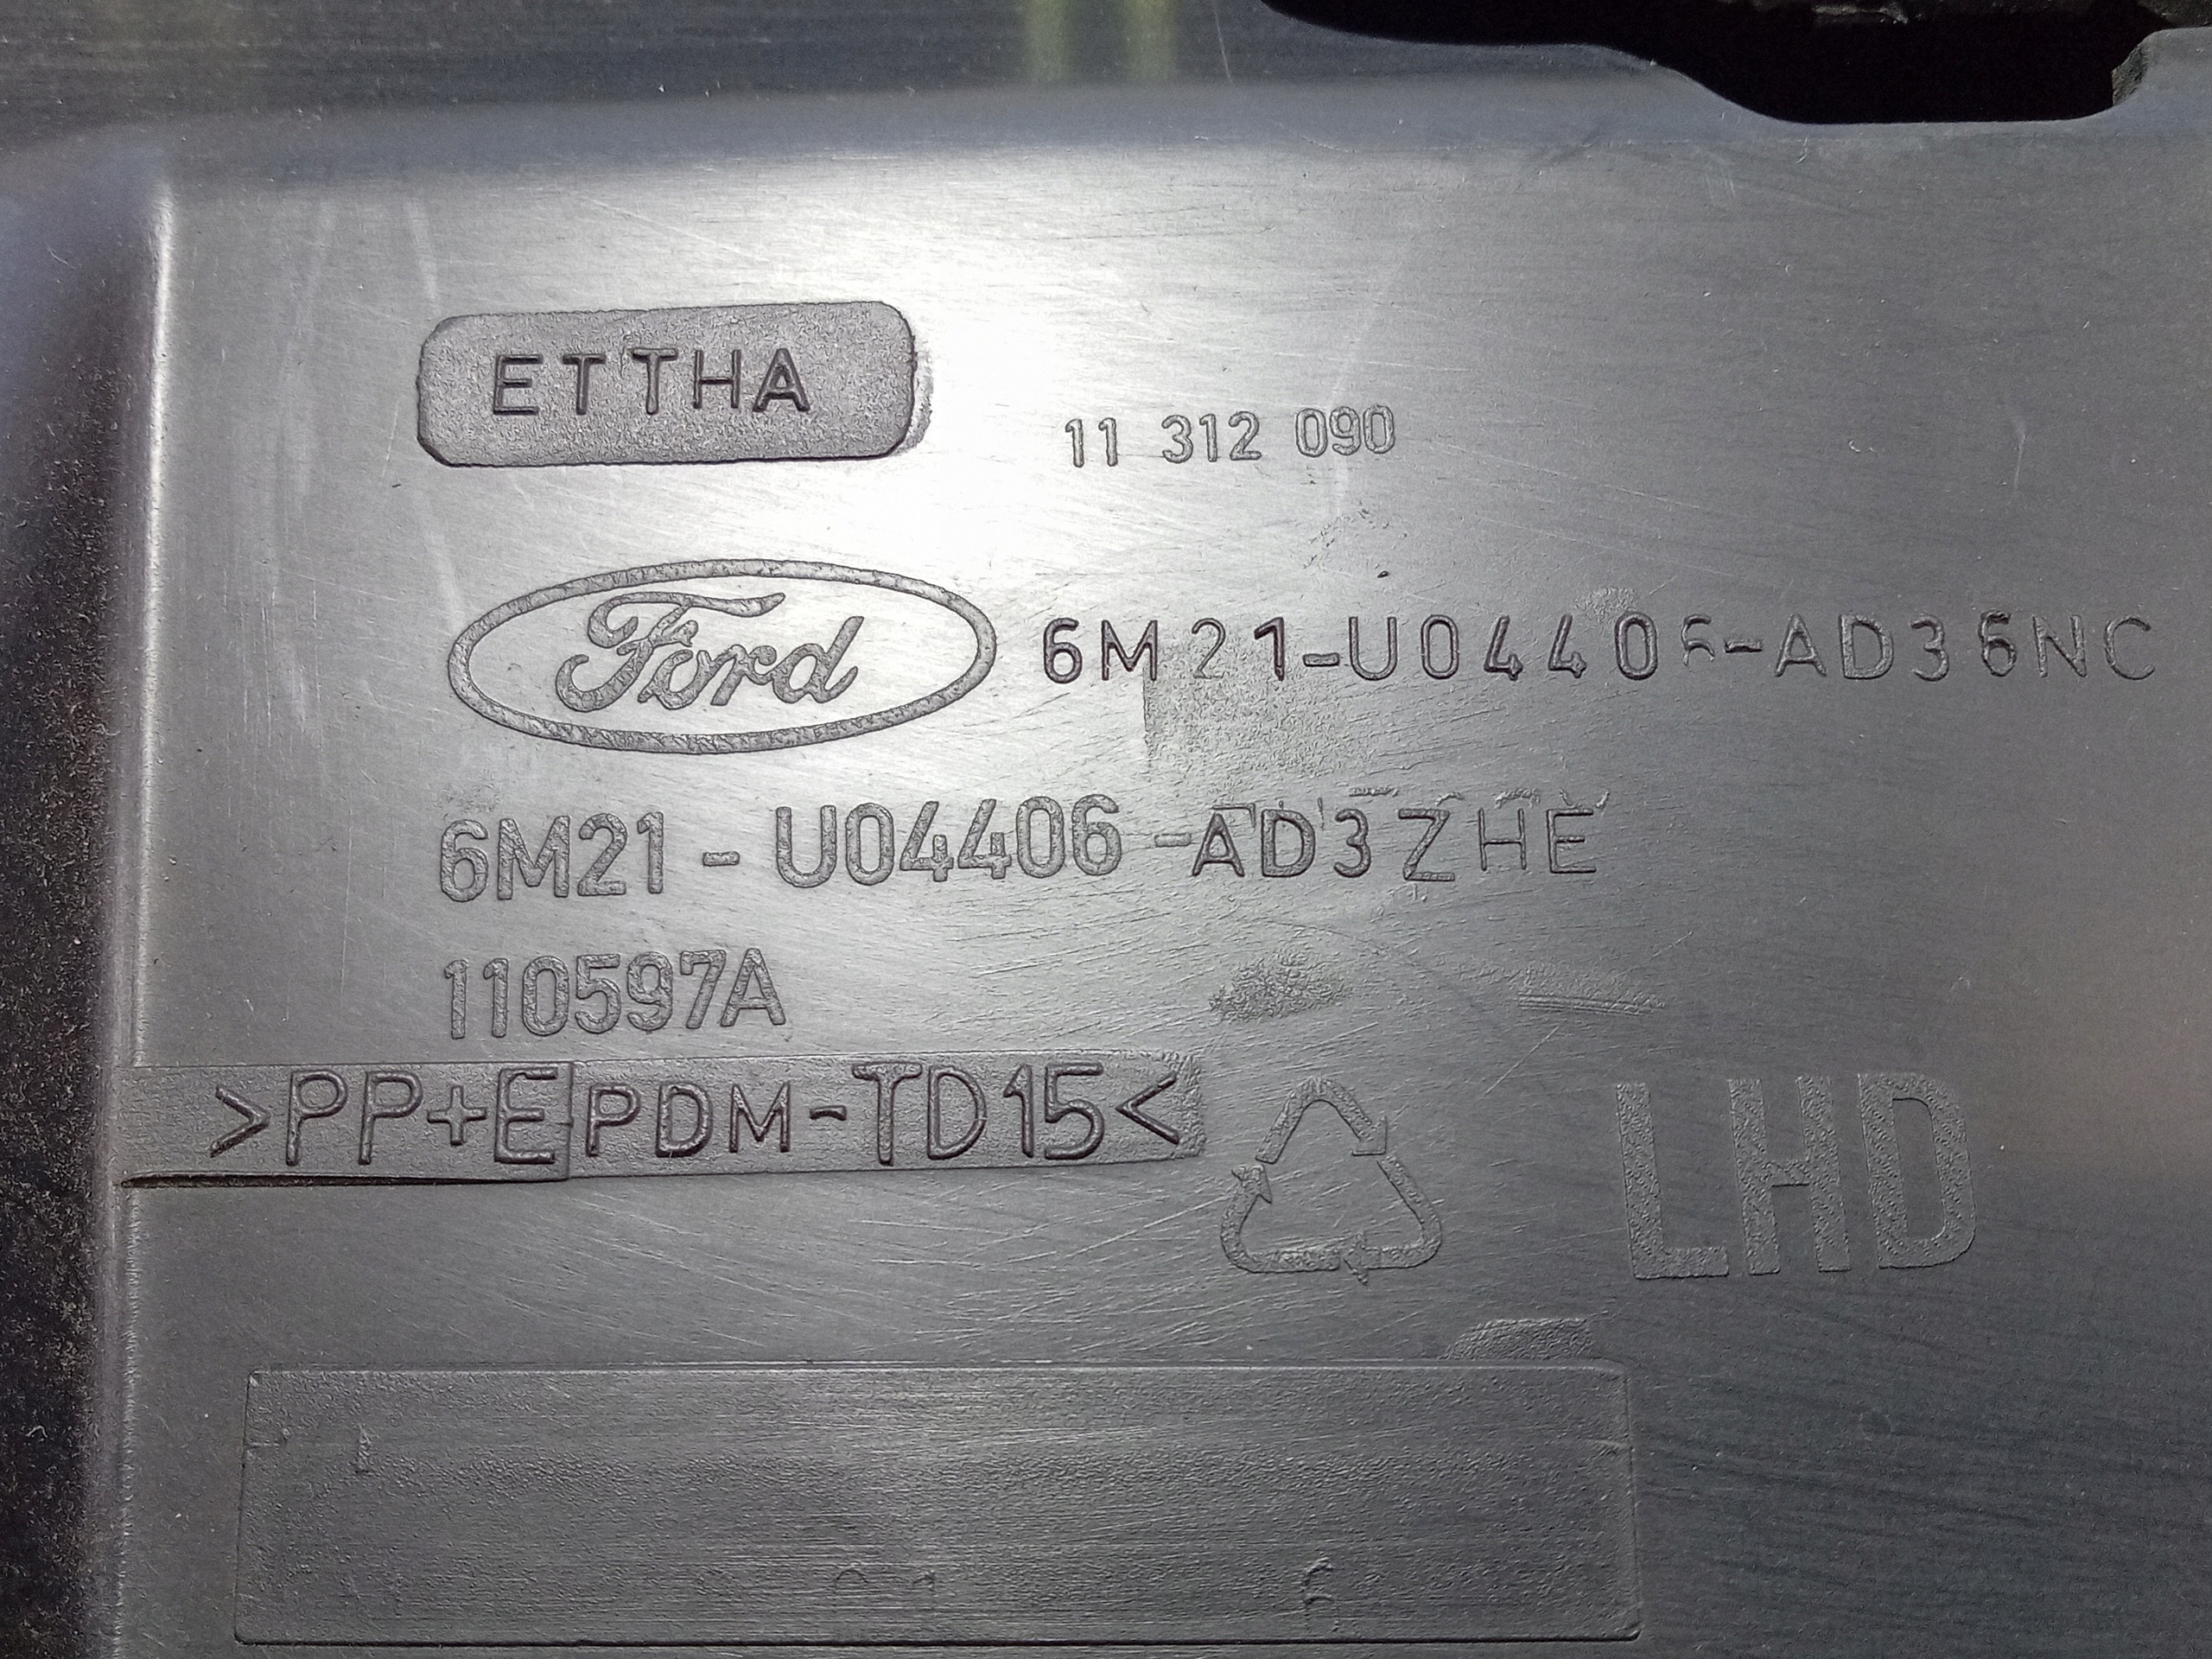 ETTHA
11 312 090
Ford 6M21-U04406-AD36NC
6M21-U04406-AD3ZHE
110597A
>PP+EPDM-TD15<
LHD